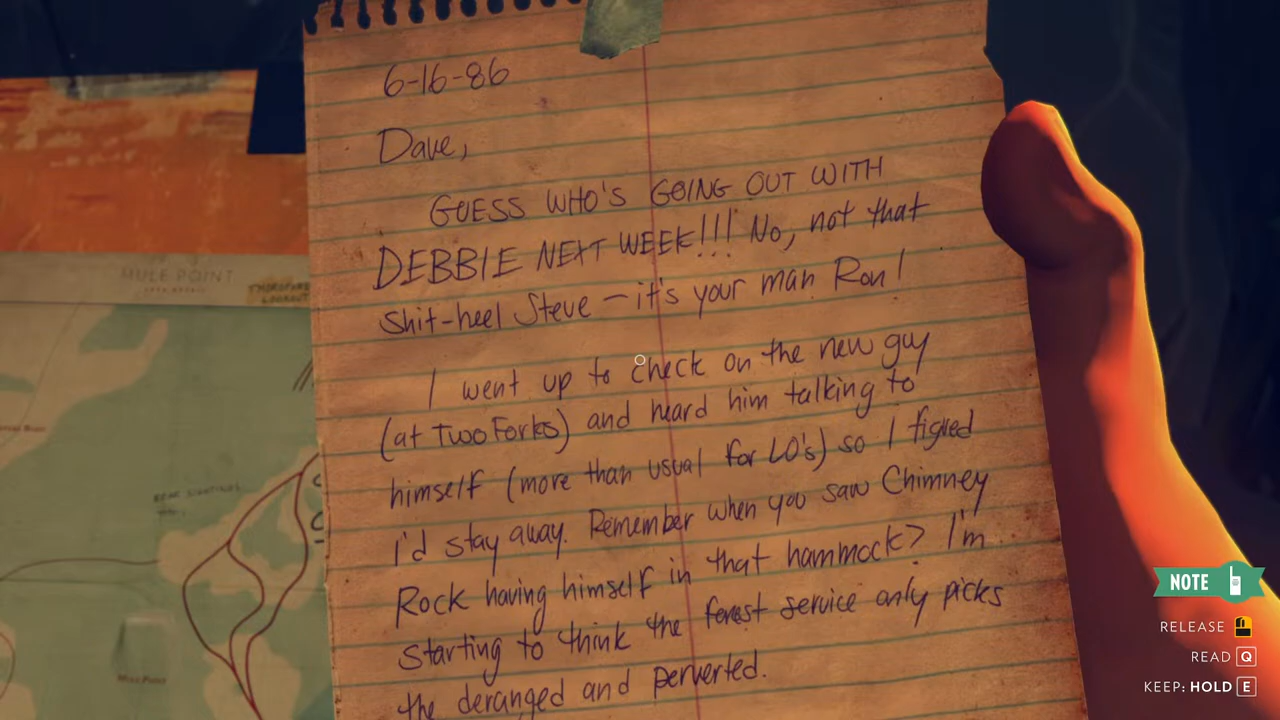 6-16-86
Dave,
GUESS WHO'S GOING OUT WITH
DEBBIE NEXT WEEK!!! No, not that
Shit-heel Steve - it's your man Ron!
I went up to check on the new guy
(at Two Forks) and heard him talking to
himself (more than usual for LO's) so I figred
i'd stay away. Remember when you saw Chimney
Rock having himself in that hammock? I'm
starting to think the forest service only picks
the deranged and perverted.
MULE POINT
THOROFARE
LOOKOUT
NOTE
RELEASE
READ Q
KEEP: HOLD E